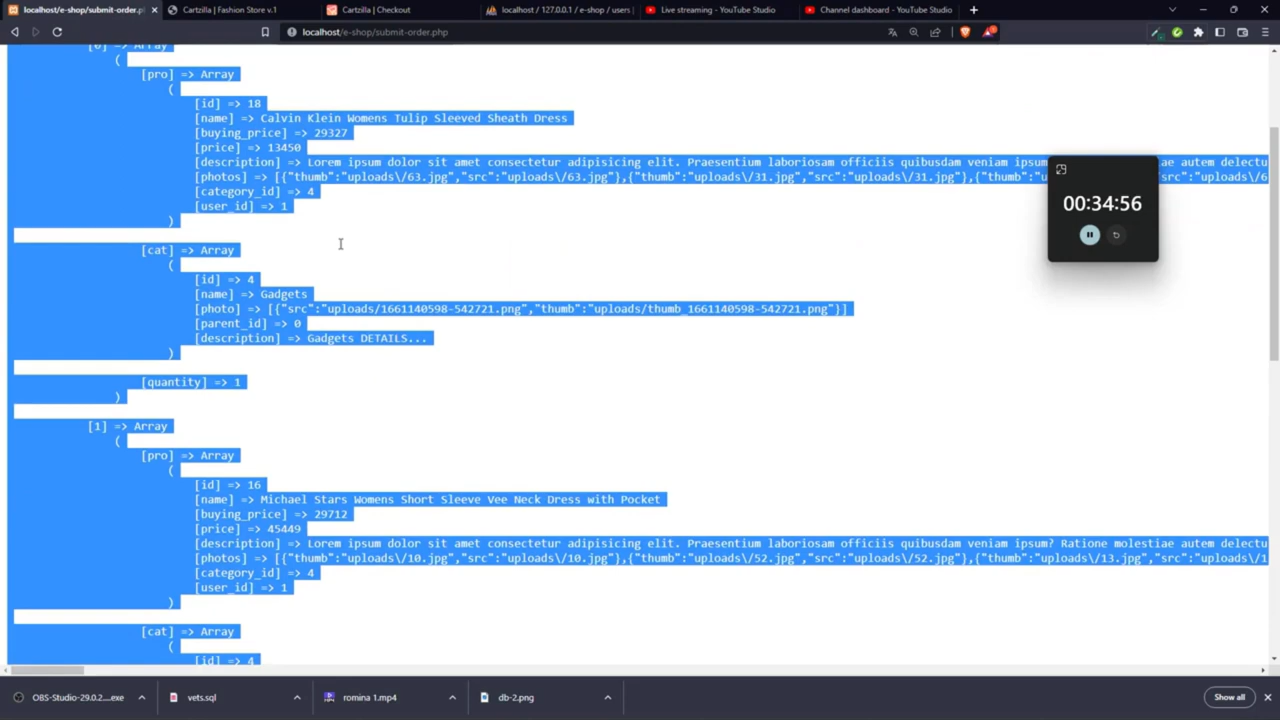 localhost/e-shop/submit-order.ph
Cartzilla | Fashion Store v.1
Cartzilla | Checkout
localhost / 127.0.0.1 / e-shop / users
Live streaming - YouTube Studio
Channel dashboard - YouTube Studio
localhost/e-shop/submit-order.php
[0] => Array
(
[pro] => Array
(
[id] => 18
[name] => Calvin Klein Womens Tulip Sleeved Sheath Dress
[buying_price] => 29327
[price] => 13450
[description] => Lorem ipsum dolor sit amet consectetur adipisicing elit. Praesentium laboriosam officiis quibusdam veniam ipsum ae autem delectu
[photos] => [{"thumb":"uploads\/63.jpg","src":"uploads\/63.jpg"},{"thumb":"uploads\/31.jpg","src":"uploads\/31.jpg"},{"thumb":"u src":"uploads\/6
[category_id] => 4
[user_id] => 1
)
00:34:56
[cat] => Array
(
[id] => 4
[name] => Gadgets
[photo] => [{"src":"uploads/1661140598-542721.png","thumb":"uploads/thumb_1661140598-542721.png"}]
[parent_id] => 0
[description] => Gadgets DETAILS...
)
[quantity] => 1
)
[1] => Array
(
[pro] => Array
(
[id] => 16
[name] => Michael Stars Womens Short Sleeve Vee Neck Dress with Pocket
[buying_price] => 29712
[price] => 45449
[description] => Lorem ipsum dolor sit amet consectetur adipisicing elit. Praesentium laboriosam officiis quibusdam veniam ipsum? Ratione molestiae autem delectu
[photos] => [{"thumb":"uploads\/10.jpg","src":"uploads\/10.jpg"},{"thumb":"uploads\/52.jpg","src":"uploads\/52.jpg"},{"thumb":"uploads\/13.jpg","src":"uploads\/1
[category_id] => 4
[user_id] => 1
)
[cat] => Array
(
[id] => 4
OBS-Studio-29.0.2....exe
vets.sql
romina 1.mp4
db-2.png
Show all